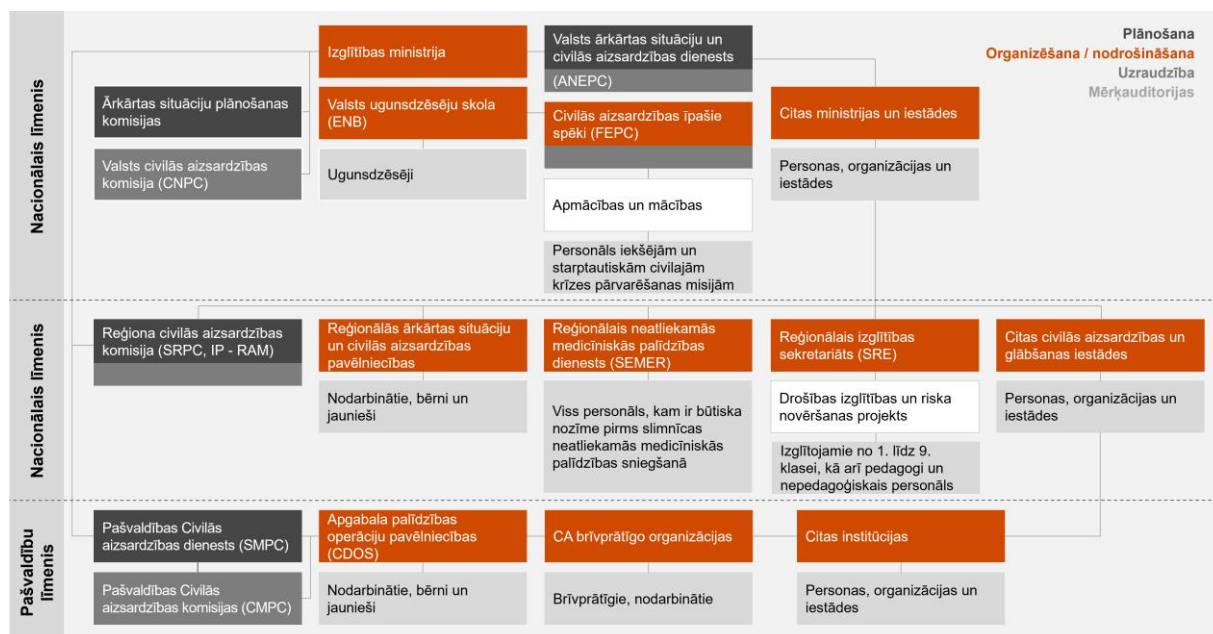 Plānošana
Organizēšana / nodrošināšana
Uzraudzība
Mērķauditorijas
Nacionālais līmenis
Izglītības ministrija
Valsts ārkārtas situāciju un
civilās aizsardzības dienests
(ANEPC)
Ārkārtas situāciju plānošanas
komisijas
Valsts ugunsdzēsēju skola
(ENB)
Civilās aizsardzības īpašie
spēki (FEPC)
Citas ministrijas un iestādes
Valsts civilās aizsardzības
komisija (CNPC)
Ugunsdzēsēji
Personas, organizācijas un
iestādes
Apmācības un mācības
Personāls iekšējām un
starptautiskām civilajām
krīzes pārvarēšanas misijām
Nacionālais līmenis
Reģiona civilās aizsardzības
komisija (SRPC, IP - RAM)
Reģionālās ārkārtas situāciju
un civilās aizsardzības
pavēlniecības
Reģionālais neatliekamās
medicīniskās palīdzības
dienests (SEMER)
Reģionālais izglītības
sekretariāts (SRE)
Citas civilās aizsardzības un
glābšanas iestādes
Nodarbinātie, bērni un
jaunieši
Viss personāls, kam ir būtiska
nozīme pirms slimnīcas
neatliekamās medicīniskās
palīdzības sniegšanā
Drošības izglītības un riska
novēršanas projekts
Izglītojamie no 1. līdz 9.
klasei, kā arī pedagogi un
nepedagoģiskais personāls
Personas, organizācijas un
iestādes
Pašvaldību
līmenis
Pašvaldības Civilās
aizsardzības dienests (SMPC)
Apgabala palīdzības
operāciju pavēlniecības
(CDOS)
CA brīvprātīgo organizācijas
Citas institūcijas
Pašvaldības Civilās
aizsardzības komisijas (CMPC)
Nodarbinātie, bērni un
jaunieši
Brīvprātīgie, nodarbinātie
Personas, organizācijas un
iestādes